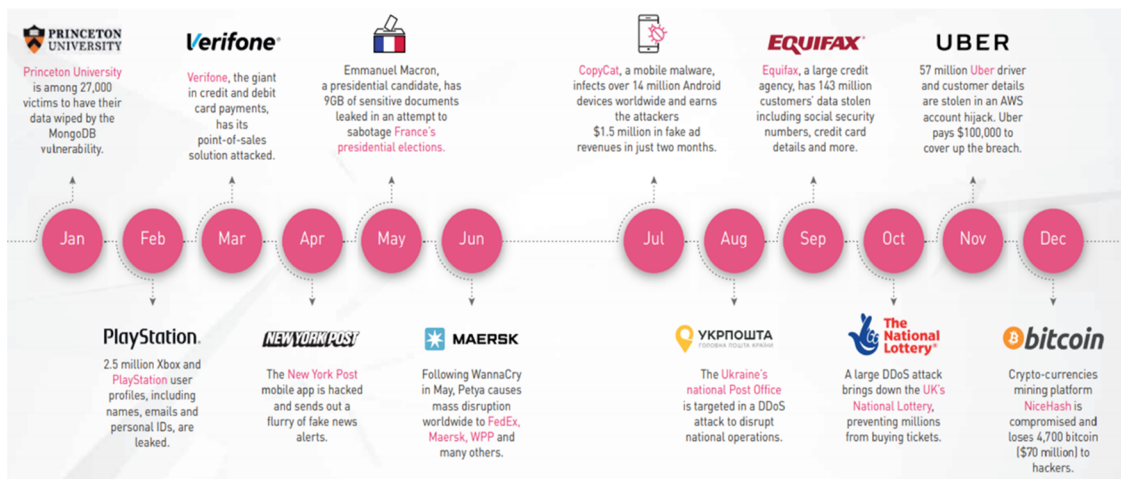 PRINCETON
UNIVERSITY
Princeton University
is among 27,000
victims to have their
data wiped by the
MongoDB
vulnerability.
Verifone®
Verifone, the giant
in credit and debit
card payments,
has its
point-of-sales
solution attacked.
Emmanuel Macron,
a presidential candidate, has
9GB of sensitive documents
leaked in an attempt to
sabotage France's
presidential elections.
CopyCat, a mobile malware,
infects over 14 million Android
devices worldwide and earns
the attackers
$1.5 million in fake ad
revenues in just two months.
EQUIFAX®
Equifax, a large credit
agency, has 143 million
customers' data stolen
including social security
numbers, credit card
details and more.
UBER
57 million Uber driver
and customer details
are stolen in an AWS
account hijack. Uber
pays $100,000 to
cover up the breach.
Jan
Feb
Mar
Apr
May
Jun
Jul
Aug
Sep
Oct
Nov
Dec
PlayStation®
2.5 million Xbox and
PlayStation user
profiles, including
names, emails and
personal IDs, are
leaked.
NEW YORK POST
The New York Post
mobile app is hacked
and sends out a
flurry of fake news
alerts.
MAERSK
Following WannaCry
in May, Petya causes
mass disruption
worldwide to FedEx,
Maersk, WPP and
many others.
УКРПОШТА
ГОЛОВНА ПОШТА КРАЇНИ
The Ukraine's
national Post Office
is targeted in a DDoS
attack to disrupt
national operations.
The
National
Lottery®
A large DDoS attack
brings down the UK's
National Lottery,
preventing millions
from buying tickets.
bitcoin
Crypto-currencies
mining platform
NiceHash is
compromised and
loses 4,700 bitcoin
($70 million) to
hackers.